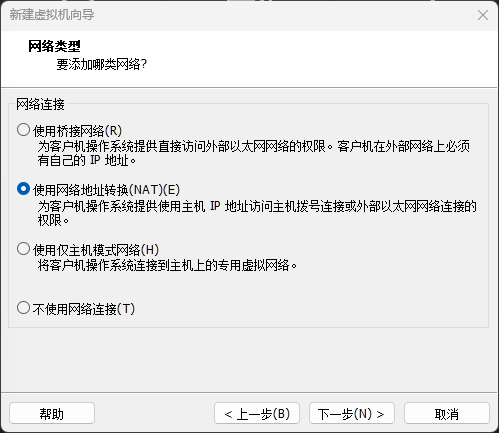 新建虚拟机向导
网络类型
要添加哪类网络?
网络连接
使用桥接网络(R)
为客户机操作系统提供直接访问外部以太网网络的权限。客户机在外部网络上必须
有自己的 IP 地址。
使用网络地址转换(NAT)(E)
为客户机操作系统提供使用主机 IP 地址访问主机拨号连接或外部以太网网络连接的
权限。
使用仅主机模式网络(H)
将客户机操作系统连接到主机上的专用虚拟网络。
不使用网络连接(T)
帮助
< 上一步(B)
下一步(N) >
取消